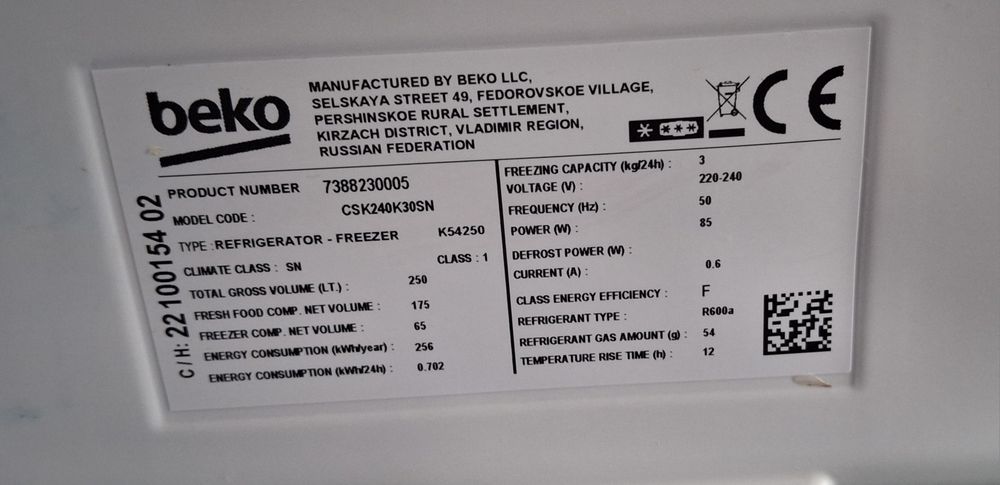 beko
MANUFACTURED BY BEKO LLC,
SELSKAYA STREET 49, FEDOROVSKOE VILLAGE,
PERSHINSKOE RURAL SETTLEMENT,
KIRZACH DISTRICT, VLADIMIR REGION,
RUSSIAN FEDERATION
CE
C / H: 22 100154 02
PRODUCT NUMBER 7388230005
MODEL CODE : CSK240K30SN
TYPE : REFRIGERATOR - FREEZER K54250
CLIMATE CLASS : SN CLASS : 1
TOTAL GROSS VOLUME (LT.) : 250
FRESH FOOD COMP. NET VOLUME : 175
FREEZER COMP. NET VOLUME : 65
ENERGY CONSUMPTION (kWh/year) : 256
ENERGY CONSUMPTION (kWh/24h) : 0.702
FREEZING CAPACITY (kg/24h) : 3
VOLTAGE (V) : 220-240
FREQUENCY (Hz) : 50
POWER (W) : 85
DEFROST POWER (W) :
CURRENT (A) : 0.6
CLASS ENERGY EFFICIENCY : F
REFRIGERANT TYPE : R600a
REFRIGERANT GAS AMOUNT (g) : 54
TEMPERATURE RISE TIME (h) : 12